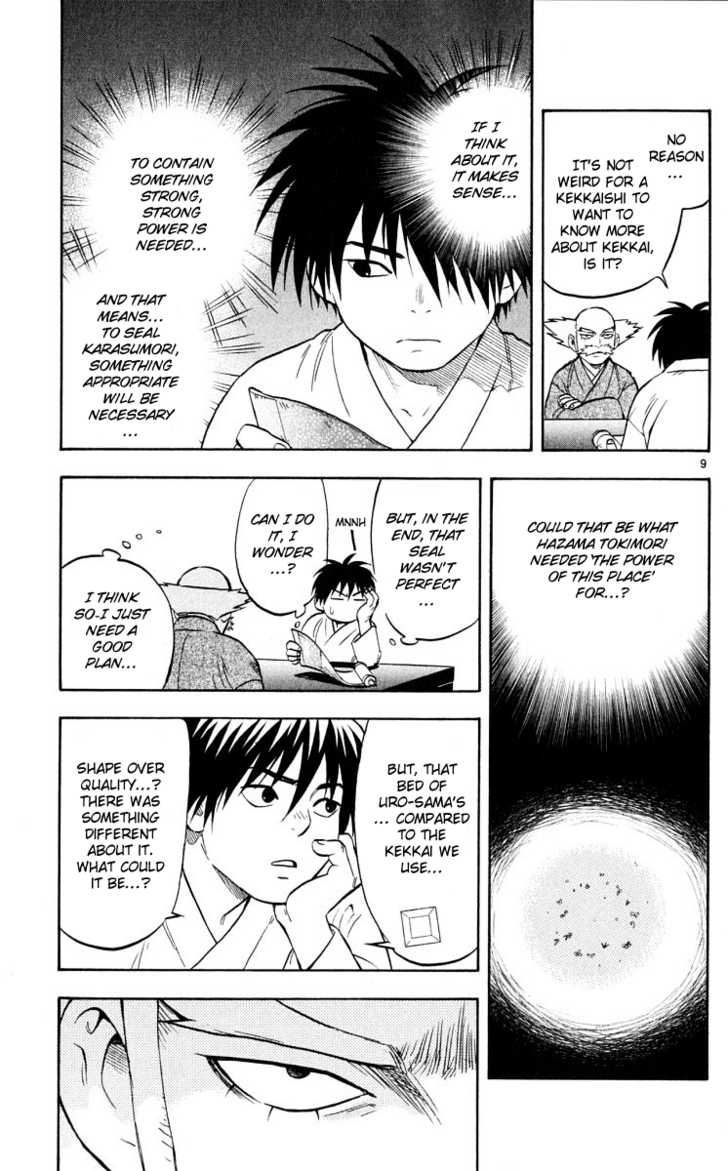 NO
REASON
...
IT'S NOT
WEIRD FOR A
KEKKAISHI TO
WANT TO
KNOW MORE
ABOUT KEKKAI,
IS IT?
IF I
THINK
ABOUT IT,
IT MAKES
SENSE...
TO CONTAIN
SOMETHING
STRONG,
STRONG
POWER IS
NEEDED...
AND THAT
MEANS...
TO SEAL
KARASUMORI,
SOMETHING
APPROPRIATE
WILL BE
NECESSARY
...
9
COULD THAT BE WHAT
HAZAMA TOKIMORI
NEEDED 'THE POWER
OF THIS PLACE'
FOR...?
BUT, IN THE
END, THAT
SEAL
WASN'T
PERFECT
...
MNNH
CAN I DO
IT, I
WONDER
...?
I THINK
SO-I JUST
NEED A
GOOD
PLAN...
BUT, THAT
BED OF
URO-SAMA'S
... COMPARED
TO THE
KEKKAI WE
USE...
SHAPE OVER
QUALITY...?
THERE WAS
SOMETHING
DIFFERENT
ABOUT IT.
WHAT COULD
IT BE...?